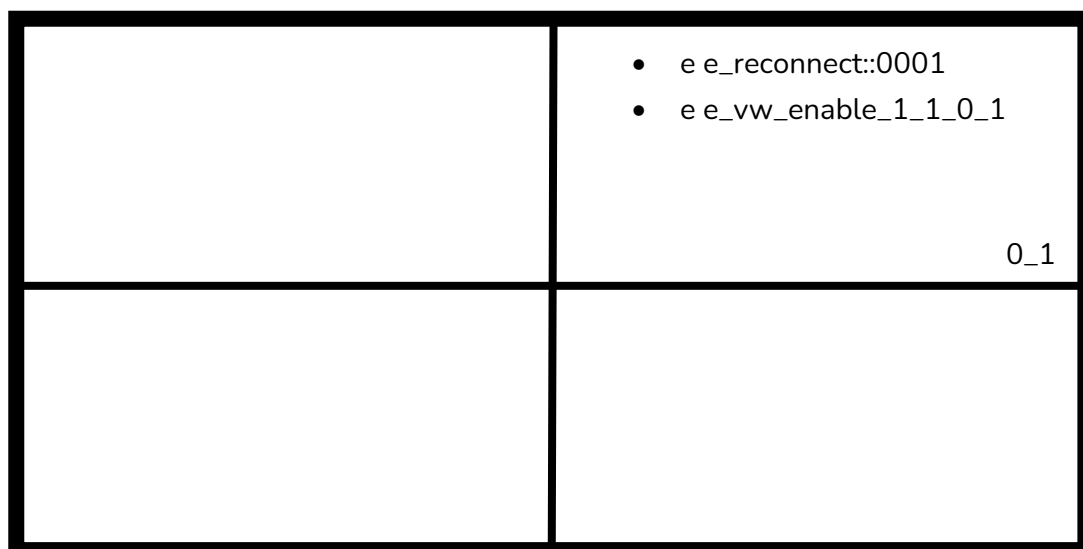 • e e_reconnect::0001
• e e_vw_enable_1_1_0_1
0_1